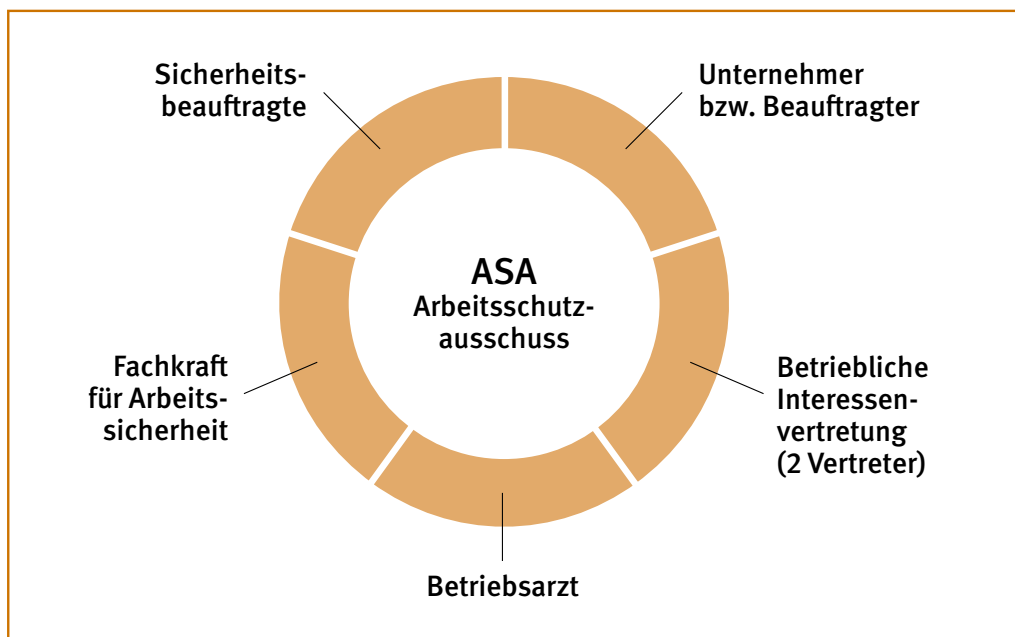 Sicherheits-
beauftragte
Unternehmer
bzw. Beauftragter
ASA
Arbeitsschutz-
ausschuss
Fachkraft
für Arbeits-
sicherheit
Betriebliche
Interessen-
vertretung
(2 Vertreter)
Betriebsarzt